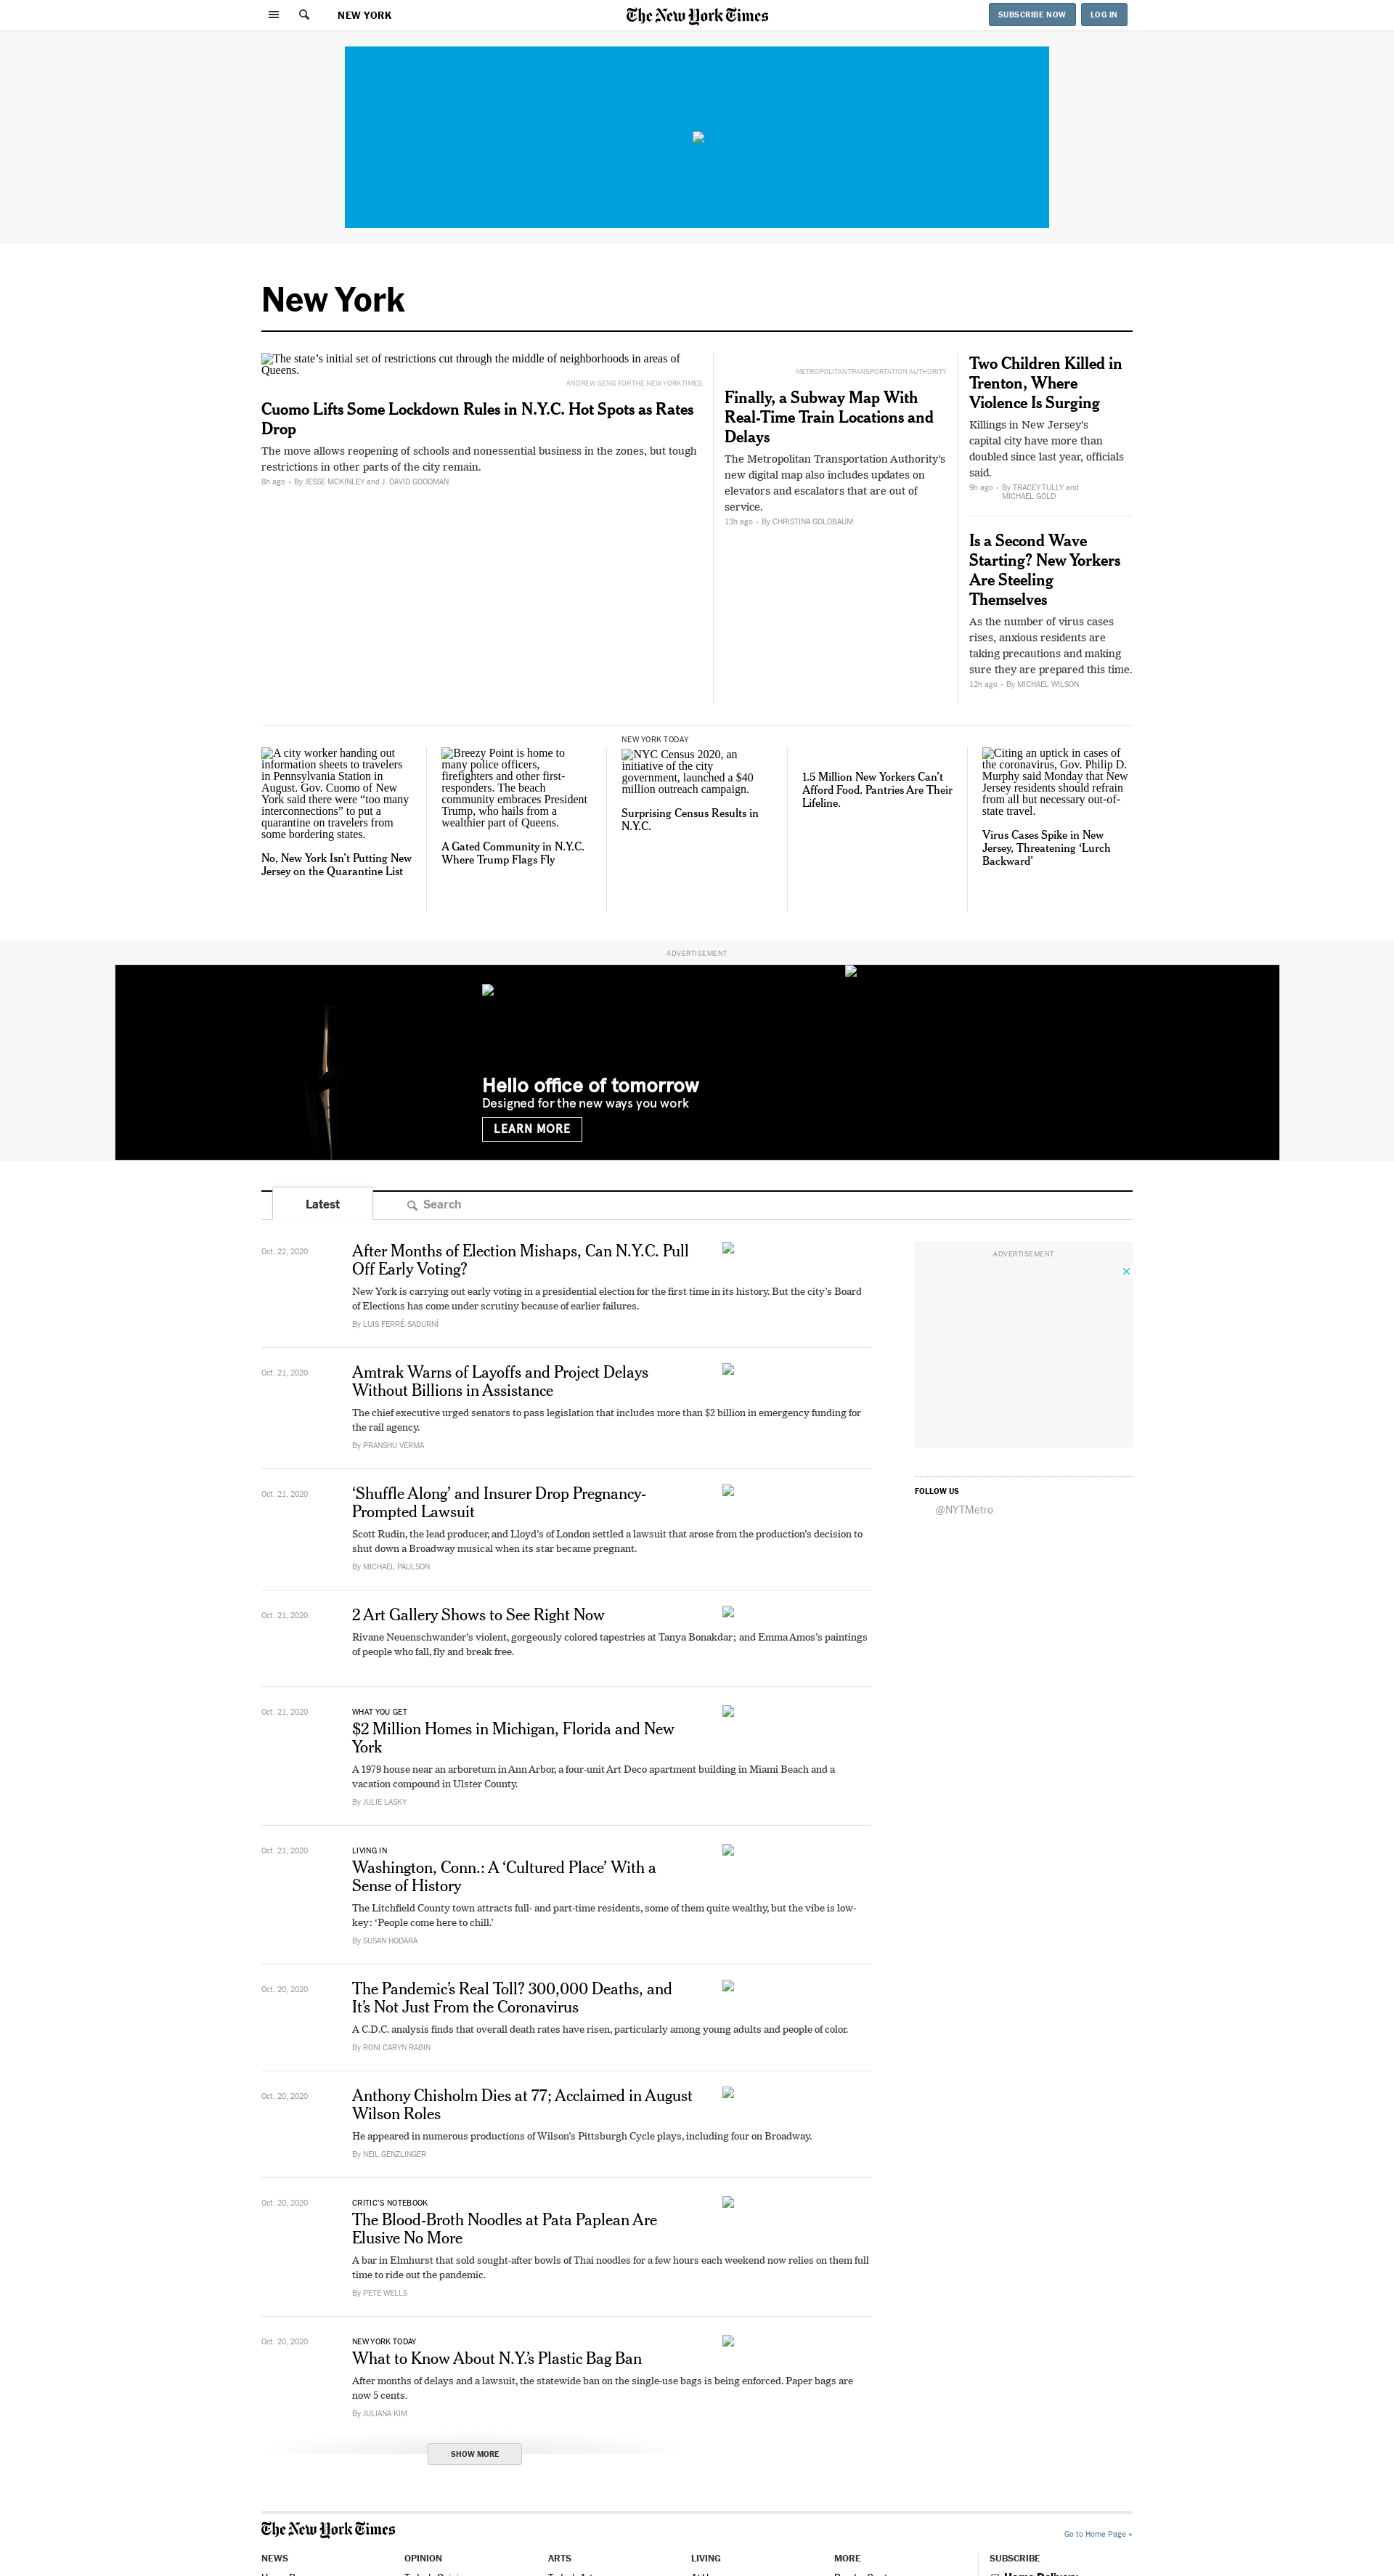 NEW YORK
The New York Times
SUBSCRIBE NOW
LOG IN
New York
The state’s initial set of restrictions cut through the middle of neighborhoods in areas of
Queens.
ANDREW SENG FOR THE NEW YORK TIMES
Cuomo Lifts Some Lockdown Rules in N.Y.C. Hot Spots as Rates
Drop
The move allows reopening of schools and nonessential business in the zones, but tough
restrictions in other parts of the city remain.
8h ago • By JESSE MCKINLEY and J. DAVID GOODMAN
METROPOLITAN TRANSPORTATION AUTHORITY
Finally, a Subway Map With
Real-Time Train Locations and
Delays
The Metropolitan Transportation Authority’s
new digital map also includes updates on
elevators and escalators that are out of
service.
13h ago • By CHRISTINA GOLDBAUM
Two Children Killed in
Trenton, Where
Violence Is Surging
Killings in New Jersey’s
capital city have more than
doubled since last year, officials
said.
9h ago • By TRACEY TULLY and
MICHAEL GOLD
Is a Second Wave
Starting? New Yorkers
Are Steeling
Themselves
As the number of virus cases
rises, anxious residents are
taking precautions and making
sure they are prepared this time.
12h ago • By MICHAEL WILSON
A city worker handing out
information sheets to travelers
in Pennsylvania Station in
August. Gov. Cuomo of New
York said there were “too many
interconnections” to put a
quarantine on travelers from
some bordering states.
No, New York Isn’t Putting New
Jersey on the Quarantine List
Breezy Point is home to
many police officers,
firefighters and other first-
responders. The beach
community embraces President
Trump, who hails from a
wealthier part of Queens.
A Gated Community in N.Y.C.
Where Trump Flags Fly
NEW YORK TODAY
NYC Census 2020, an
initiative of the city
government, launched a $40
million outreach campaign.
Surprising Census Results in
N.Y.C.
1.5 Million New Yorkers Can’t
Afford Food. Pantries Are Their
Lifeline.
Citing an uptick in cases of
the coronavirus, Gov. Philip D.
Murphy said Monday that New
Jersey residents should refrain
from all but necessary out-of-
state travel.
Virus Cases Spike in New
Jersey, Threatening ‘Lurch
Backward’
ADVERTISEMENT
Hello office of tomorrow
Designed for the new ways you work
LEARN MORE
Latest
Search
Oct. 22, 2020
After Months of Election Mishaps, Can N.Y.C. Pull
Off Early Voting?
New York is carrying out early voting in a presidential election for the first time in its history. But the city’s Board
of Elections has come under scrutiny because of earlier failures.
By LUIS FERRÉ-SADURNÍ
ADVERTISEMENT
Oct. 21, 2020
Amtrak Warns of Layoffs and Project Delays
Without Billions in Assistance
The chief executive urged senators to pass legislation that includes more than $2 billion in emergency funding for
the rail agency.
By PRANSHU VERMA
FOLLOW US
@NYTMetro
Oct. 21, 2020
‘Shuffle Along’ and Insurer Drop Pregnancy-
Prompted Lawsuit
Scott Rudin, the lead producer, and Lloyd’s of London settled a lawsuit that arose from the production’s decision to
shut down a Broadway musical when its star became pregnant.
By MICHAEL PAULSON
Oct. 21, 2020
2 Art Gallery Shows to See Right Now
Rivane Neuenschwander’s violent, gorgeously colored tapestries at Tanya Bonakdar; and Emma Amos’s paintings
of people who fall, fly and break free.
Oct. 21, 2020
WHAT YOU GET
$2 Million Homes in Michigan, Florida and New
York
A 1979 house near an arboretum in Ann Arbor, a four-unit Art Deco apartment building in Miami Beach and a
vacation compound in Ulster County.
By JULIE LASKY
Oct. 21, 2020
LIVING IN
Washington, Conn.: A ‘Cultured Place’ With a
Sense of History
The Litchfield County town attracts full- and part-time residents, some of them quite wealthy, but the vibe is low-
key: ‘People come here to chill.’
By SUSAN HODARA
Oct. 20, 2020
The Pandemic’s Real Toll? 300,000 Deaths, and
It’s Not Just From the Coronavirus
A C.D.C. analysis finds that overall death rates have risen, particularly among young adults and people of color.
By RONI CARYN RABIN
Oct. 20, 2020
Anthony Chisholm Dies at 77; Acclaimed in August
Wilson Roles
He appeared in numerous productions of Wilson’s Pittsburgh Cycle plays, including four on Broadway.
By NEIL GENZLINGER
Oct. 20, 2020
CRITIC’S NOTEBOOK
The Blood-Broth Noodles at Pata Paplean Are
Elusive No More
A bar in Elmhurst that sold sought-after bowls of Thai noodles for a few hours each weekend now relies on them full
time to ride out the pandemic.
By PETE WELLS
Oct. 20, 2020
NEW YORK TODAY
What to Know About N.Y.’s Plastic Bag Ban
After months of delays and a lawsuit, the statewide ban on the single-use bags is being enforced. Paper bags are
now 5 cents.
By JULIANA KIM
SHOW MORE
The New York Times
Go to Home Page »
NEWS
OPINION
ARTS
LIVING
MORE
SUBSCRIBE